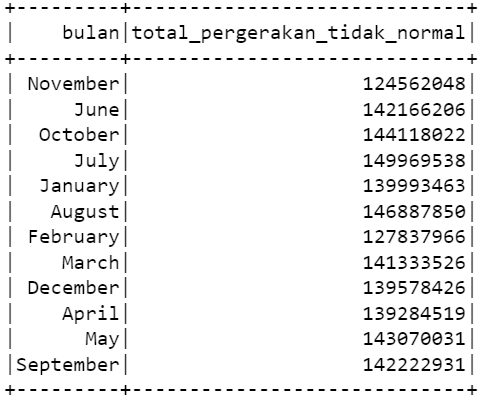 +---------+----------------------------+
|    bulan|total_pergerakan_tidak_normal|
+---------+----------------------------+
| November|                   124562048|
|     June|                   142166206|
|  October|                   144118022|
|     July|                   149969538|
|  January|                   139993463|
|   August|                   146887850|
| February|                   127837966|
|    March|                   141333526|
| December|                   139578426|
|    April|                   139284519|
|      May|                   143070031|
|September|                   142222931|
+---------+----------------------------+